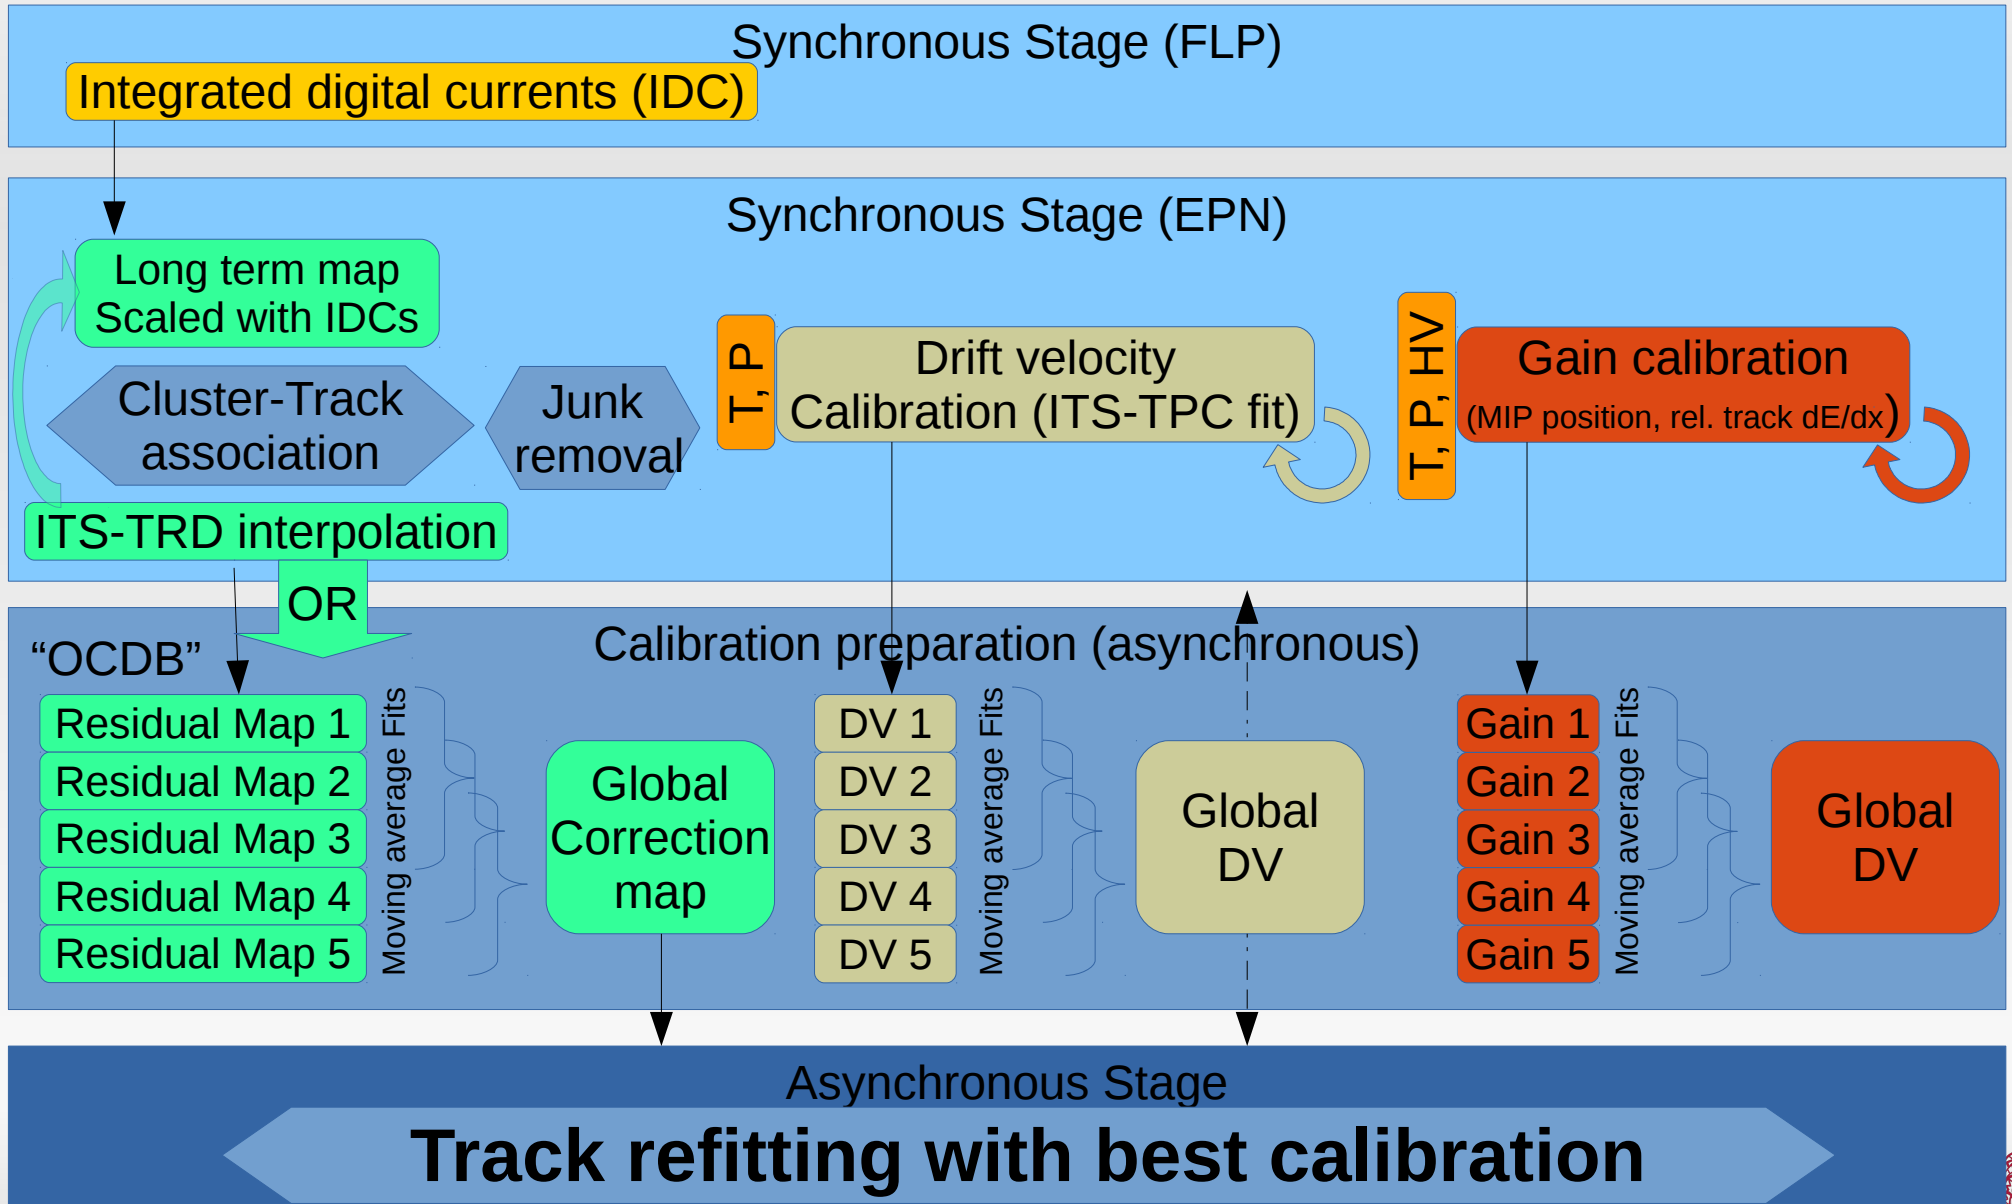 Synchronous Stage (FLP)
Integrated digital currents (IDC)
Synchronous Stage (EPN)
Long term map
Scaled with IDCs
Cluster-Track
association
Junk
removal
ITS-TRD interpolation
OR
T, P
Drift velocity
Calibration (ITS-TPC fit)
T, P, HV
Gain calibration
(MIP position, rel. track dE/dx)
Calibration preparation (asynchronous)
“OCDB”
Residual Map 1
Residual Map 2
Residual Map 3
Residual Map 4
Residual Map 5
Moving average Fits
Global
Correction
map
DV 1
DV 2
DV 3
DV 4
DV 5
Moving average Fits
Global
DV
Gain 1
Gain 2
Gain 3
Gain 4
Gain 5
Moving average Fits
Global
DV
Asynchronous Stage
Track refitting with best calibration